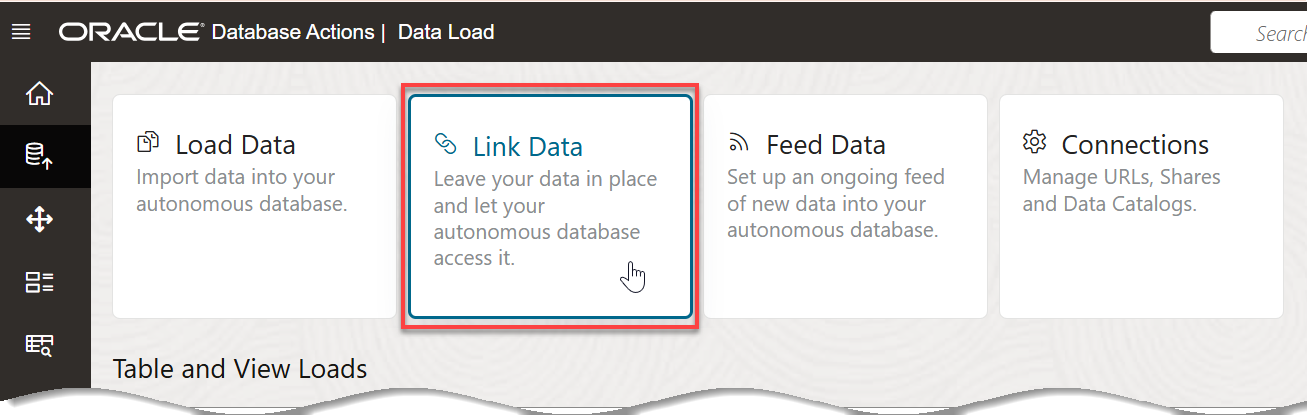 ORACLE® Database Actions | Data Load
Search
Load Data
Import data into your
autonomous database.
Link Data
Leave your data in place
and let your
autonomous database
access it.
Feed Data
Set up an ongoing feed
of new data into your
autonomous database.
Connections
Manage URLs, Shares
and Data Catalogs.
Table and View Loads